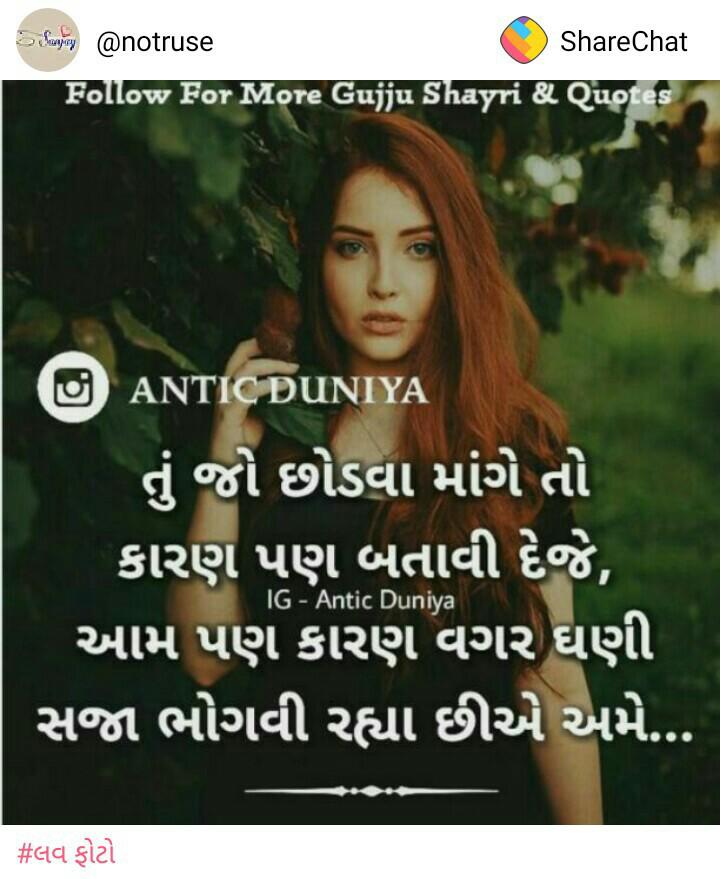 Sanjay
@notruse
ShareChat
Follow For More Gujju Shayri & Quotes
ANTIC DUNIYA
તું જો છોડવા માંગે તો
કારણ પણ બતાવી દેજે,
IG - Antic Duniya
આમ પણ કારણ વગર ઘણી
સજા ભોગવી રહ્યા છીએ અમે...
#લવ ફોટો